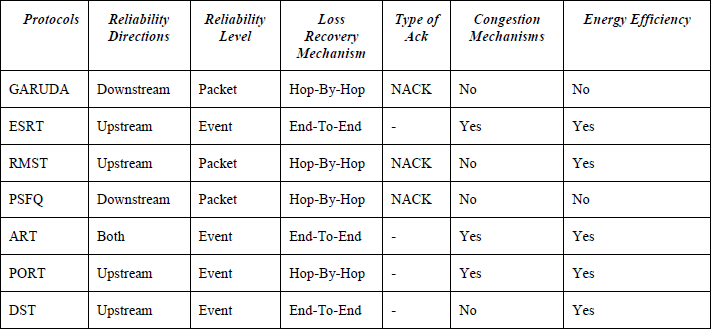 Protocols Reliability Directions Reliability Level Loss Recovery Mechanism Type of Ack Congestion Mechanisms Energy Efficiency
GARUDA Downstream Packet Hop-By-Hop NACK No No
ESRT Upstream Event End-To-End - Yes Yes
RMST Upstream Packet Hop-By-Hop NACK No Yes
PSFQ Downstream Packet Hop-By-Hop NACK No No
ART Both Event End-To-End - Yes Yes
PORT Upstream Event Hop-By-Hop - Yes Yes
DST Upstream Event End-To-End - No Yes